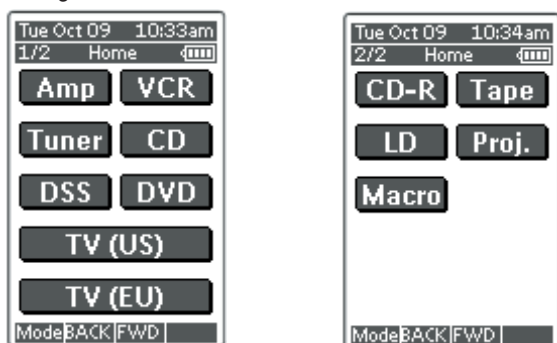 Tue Oct 09 10:33am
1/2 Home
Amp VCR
Tuner CD
DSS DVD
TV (US)
TV (EU)
Mode BACK FWD
Tue Oct 09 10:34am
2/2 Home
CD-R Tape
LD Proj.
Macro
Mode BACK FWD